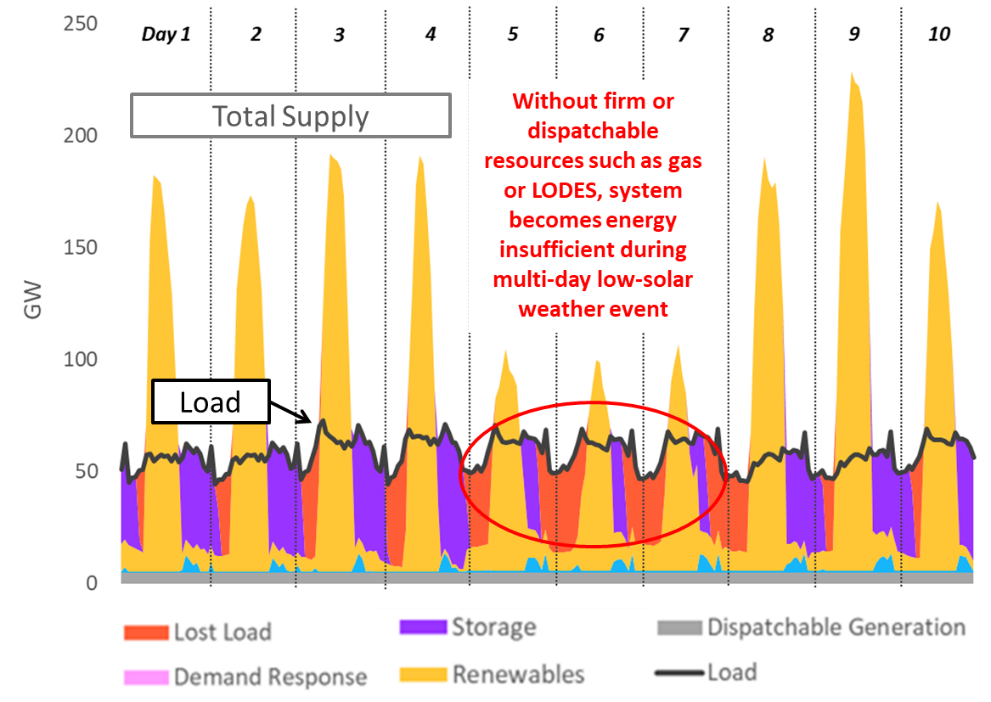 250
Day 1 2 3 4 5 6 7 8 9 10
Total Supply
Without firm or
dispatchable
resources such as gas
or LODES, system
becomes energy
insufficient during
multi-day low-solar
weather event
200
150
GW
100
Load
50
0
Lost Load
Storage
Dispatchable Generation
Demand Response
Renewables
Load